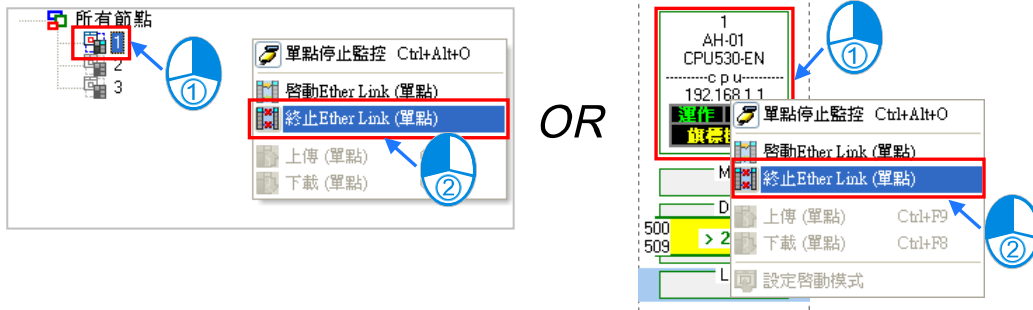 所有節點
1
2
3
①
單點停止監控 Ctrl+Alt+O
啓動Ether Link (單點)
終止Ether Link (單點)
上傳 (單點)
下載 (單點)
②
OR
1
AH-01
CPU530-EN
---------c p u---------
192.168.1.1
運作
旗標
①
單點停止監控 Ctrl+Alt+O
啓動Ether Link (單點)
終止Ether Link (單點)
上傳 (單點) Ctrl+F9
下載 (單點) Ctrl+F8
設定啓動模式
②
M
D
500
509
> 2
L